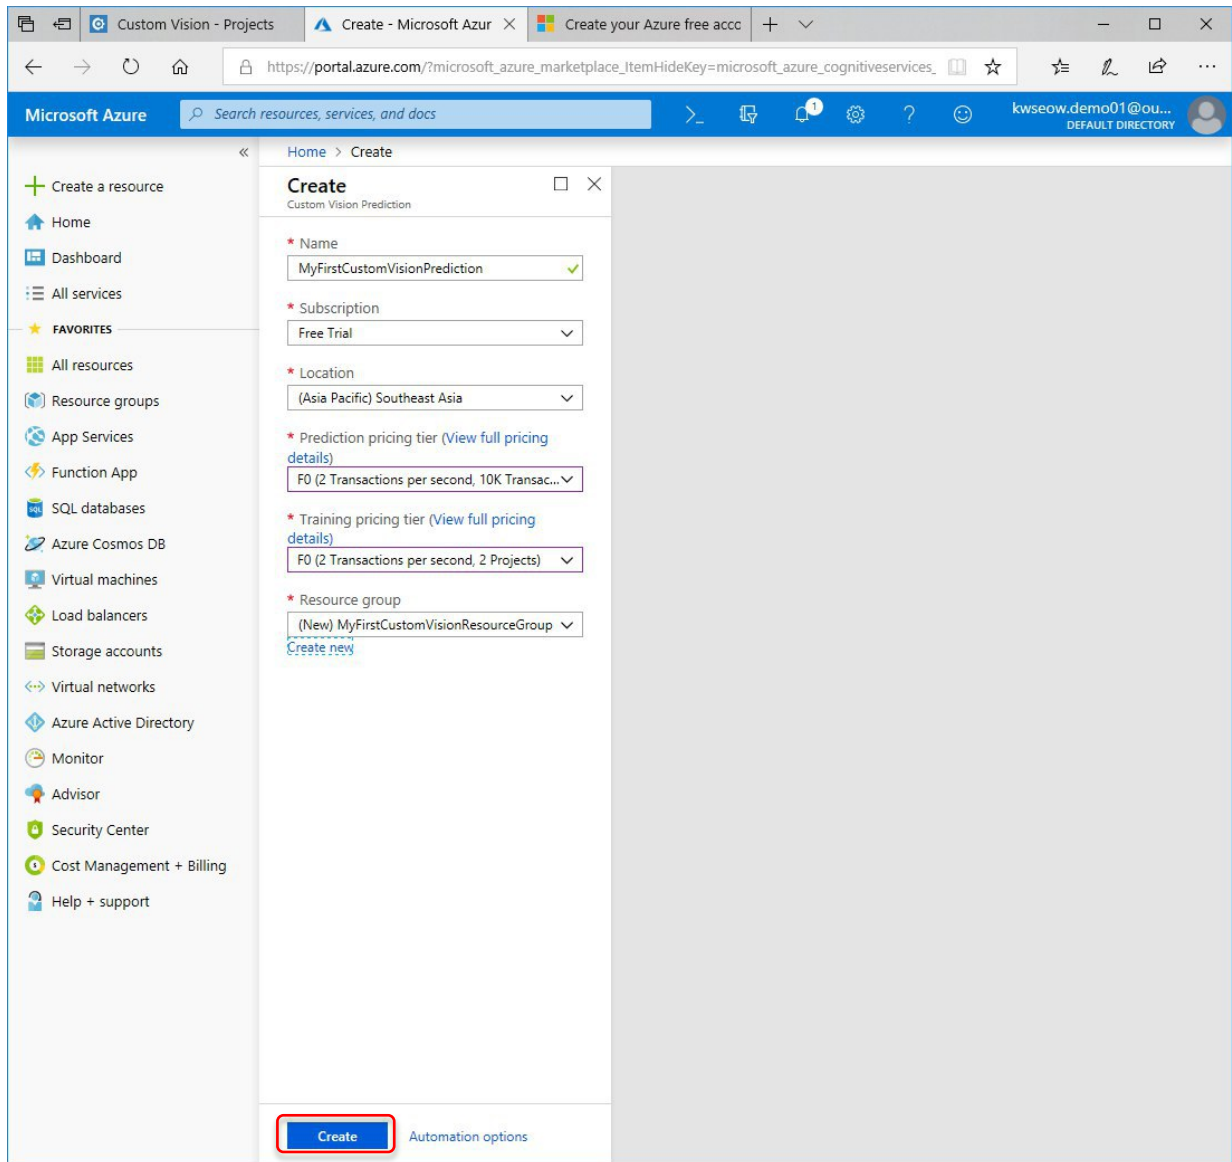 Custom Vision - Projects
Create - Microsoft Azur
Create your Azure free acco
https://portal.azure.com/?microsoft_azure_marketplace_ItemHideKey=microsoft_azure_cognitiveservices_
Microsoft Azure
Search resources, services, and docs
1
kwseow.demo01@ou...
DEFAULT DIRECTORY
Create a resource
Home
Dashboard
All services
FAVORITES
All resources
Resource groups
App Services
Function App
SQL databases
Azure Cosmos DB
Virtual machines
Load balancers
Storage accounts
Virtual networks
Azure Active Directory
Monitor
Advisor
Security Center
Cost Management + Billing
Help + support
Home > Create
Create
Custom Vision Prediction
* Name
MyFirstCustomVisionPrediction
* Subscription
Free Trial
* Location
(Asia Pacific) Southeast Asia
* Prediction pricing tier (View full pricing
details)
F0 (2 Transactions per second, 10K Transac...
* Training pricing tier (View full pricing
details)
F0 (2 Transactions per second, 2 Projects)
* Resource group
(New) MyFirstCustomVisionResourceGroup
Create new
Create
Automation options